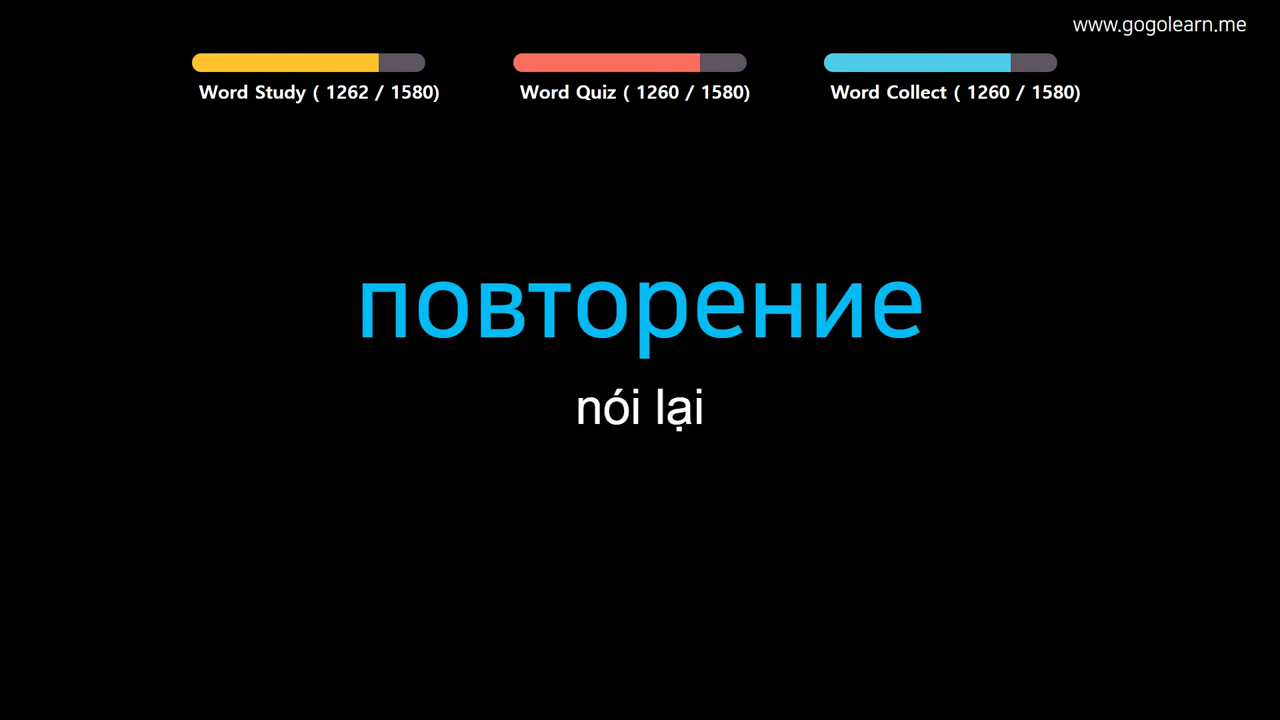 www.gogolearn.me
Word Study ( 1262 / 1580)
Word Quiz ( 1260 / 1580)
Word Collect ( 1260 / 1580)
повторение
nói lại